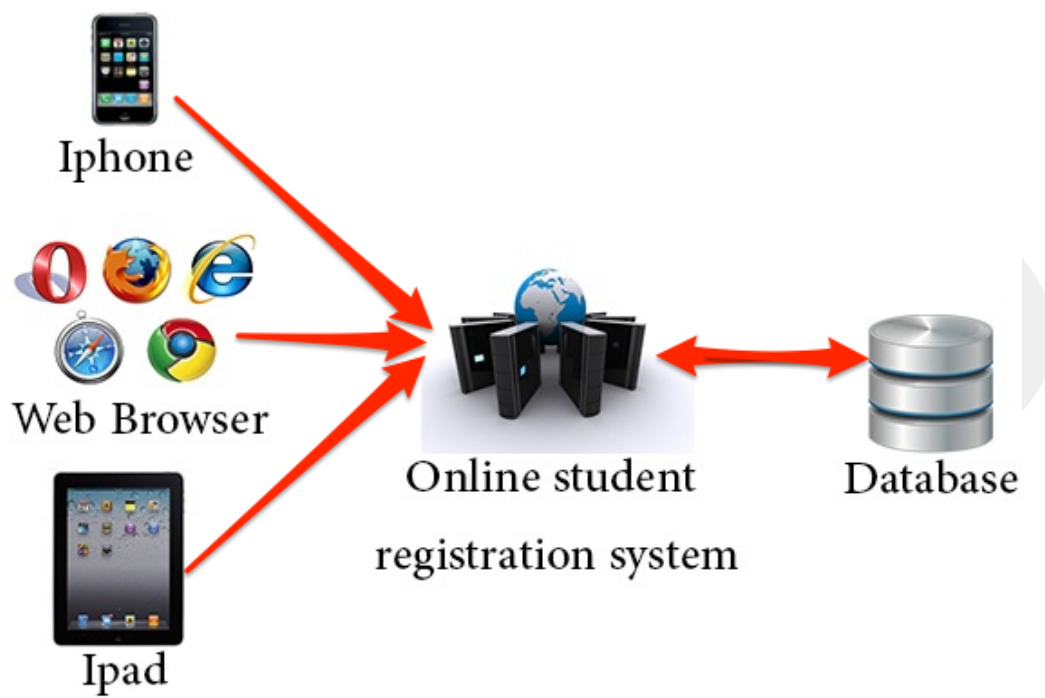 Iphone
Web Browser
Ipad
Online student
registration system
Database